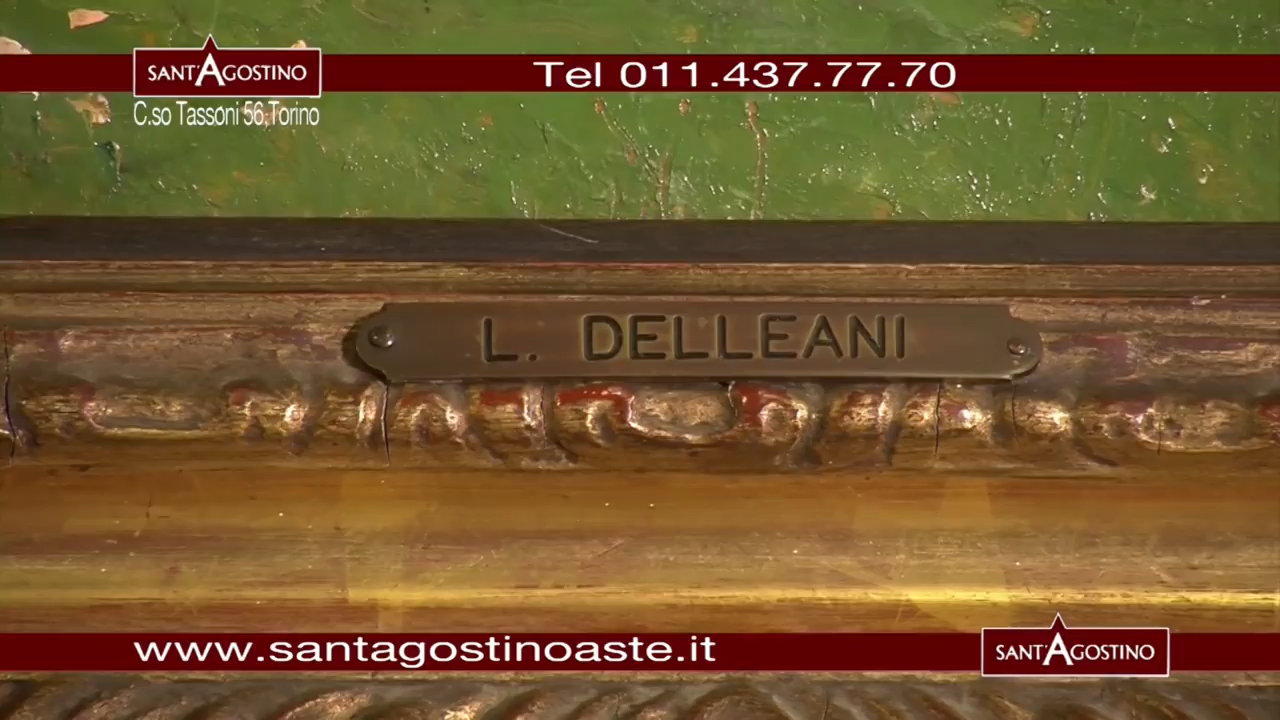 SANT'AGOSTINO
Tel 011.437.77.70
C.so Tassoni 56,Torino
L. DELLEANI
www.santagostinoaste.it
SANT'AGOSTINO